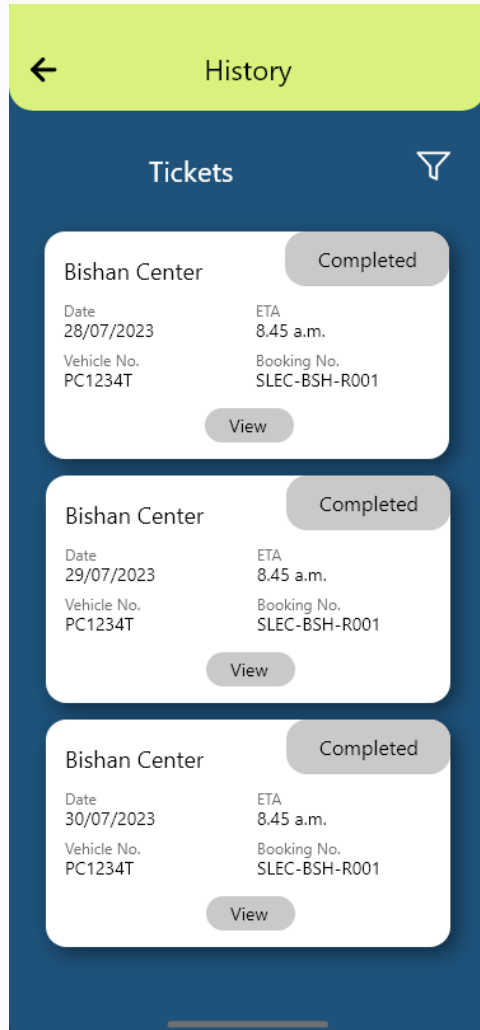 History
Tickets
Bishan Center
Completed
Date
ETA
28/07/2023
8.45 a.m.
Vehicle No.
Booking No.
PC1234T
SLEC-BSH-R001
View
Bishan Center
Completed
Date
ETA
29/07/2023
8.45 a.m.
Vehicle No.
Booking No.
PC1234T
SLEC-BSH-R001
View
Bishan Center
Completed
Date
ETA
30/07/2023
8.45 a.m.
Vehicle No.
Booking No.
PC1234T
SLEC-BSH-R001
View